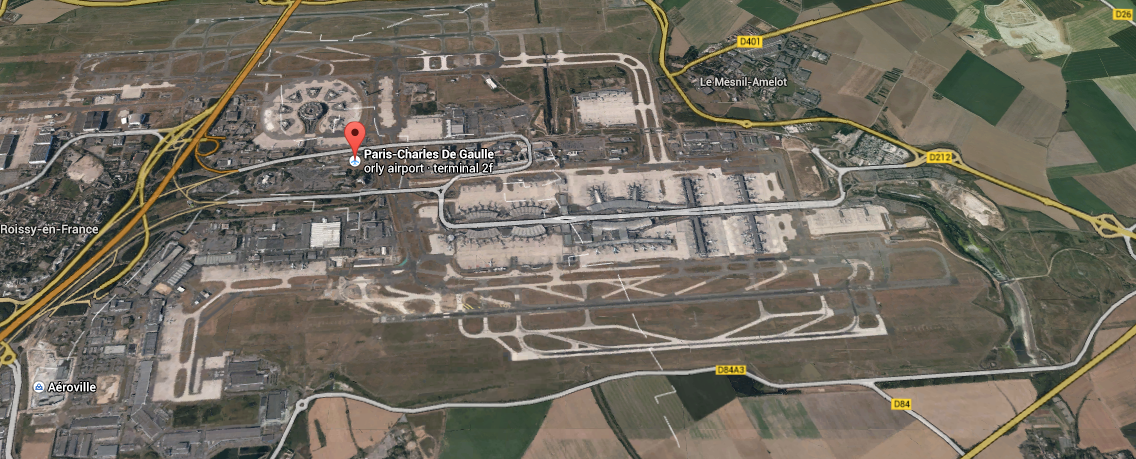 D26
D401
Le Mesnil-Amelot
Paris-Charles De Gaulle
orly airport · terminal 2f
D212
Roissy-en-France
D84A3
Aéroville
D84